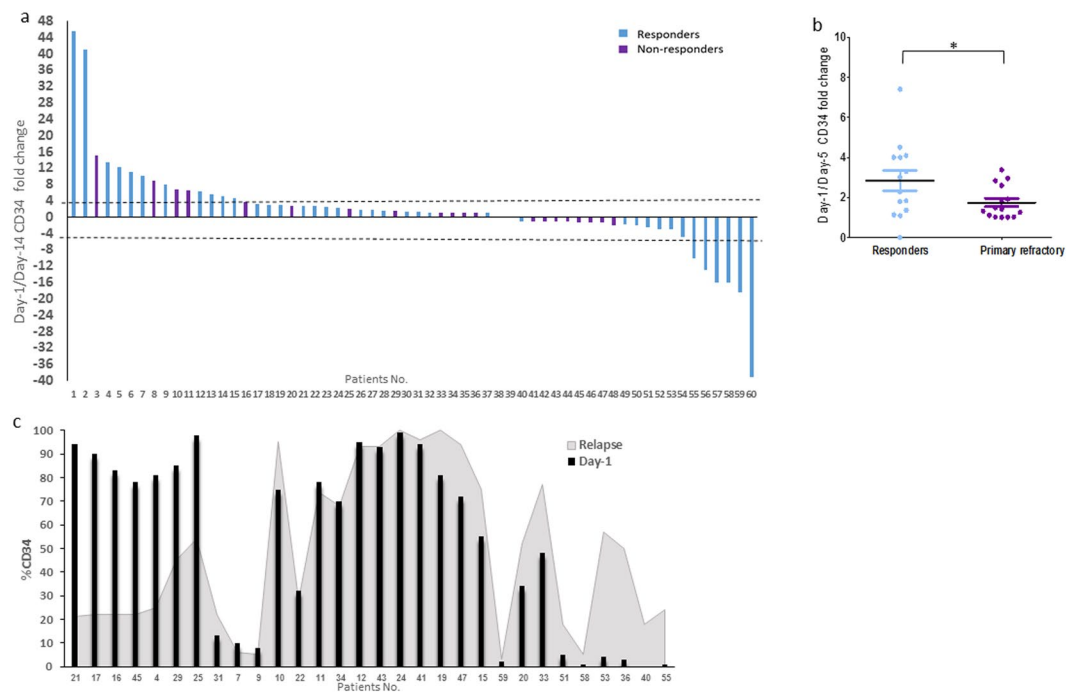 a
48
44
40
36
32
28
24
20
16
12
8
4
0
-4
-8
-12
-16
-20
-24
-28
-32
-36
-40
Day-1/Day-14 CD34 fold change
Responders
Non-responders
Patients No.
1 2 3 4 5 6 7 8 9 10 11 12 13 14 15 16 17 18 19 20 21 22 23 24 25 26 27 28 29 30 31 32 33 34 35 36 37 38 39 40 41 42 43 44 45 46 47 48 49 50 51 52 53 54 55 56 57 58 59 60
b
10
8
6
4
2
0
Day-1/Day-5 CD34 fold change
*
Responders Primary refractory
c
100
90
80
70
60
50
40
30
20
10
0
%CD34
Relapse
Day-1
21 17 16 45 4 29 25 31 7 9 10 22 11 34 12 43 24 41 19 47 15 59 20 33 51 58 53 36 40 55
Patients No.